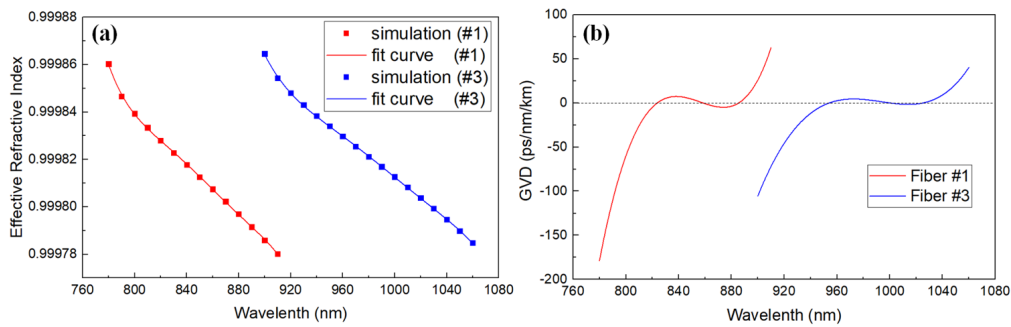 (a)
simulation (#1)
fit curve (#1)
simulation (#3)
fit curve (#3)
Effective Refractive Index
0.99988
0.99986
0.99984
0.99982
0.99980
0.99978
760 800 840 880 920 960 1000 1040 1080
Wavelenth (nm)
(b)
GVD (ps/nm/km)
100
50
0
-50
-100
-150
-200
Fiber #1
Fiber #3
760 800 840 880 920 960 1000 1040 1080
Wavelenth (nm)